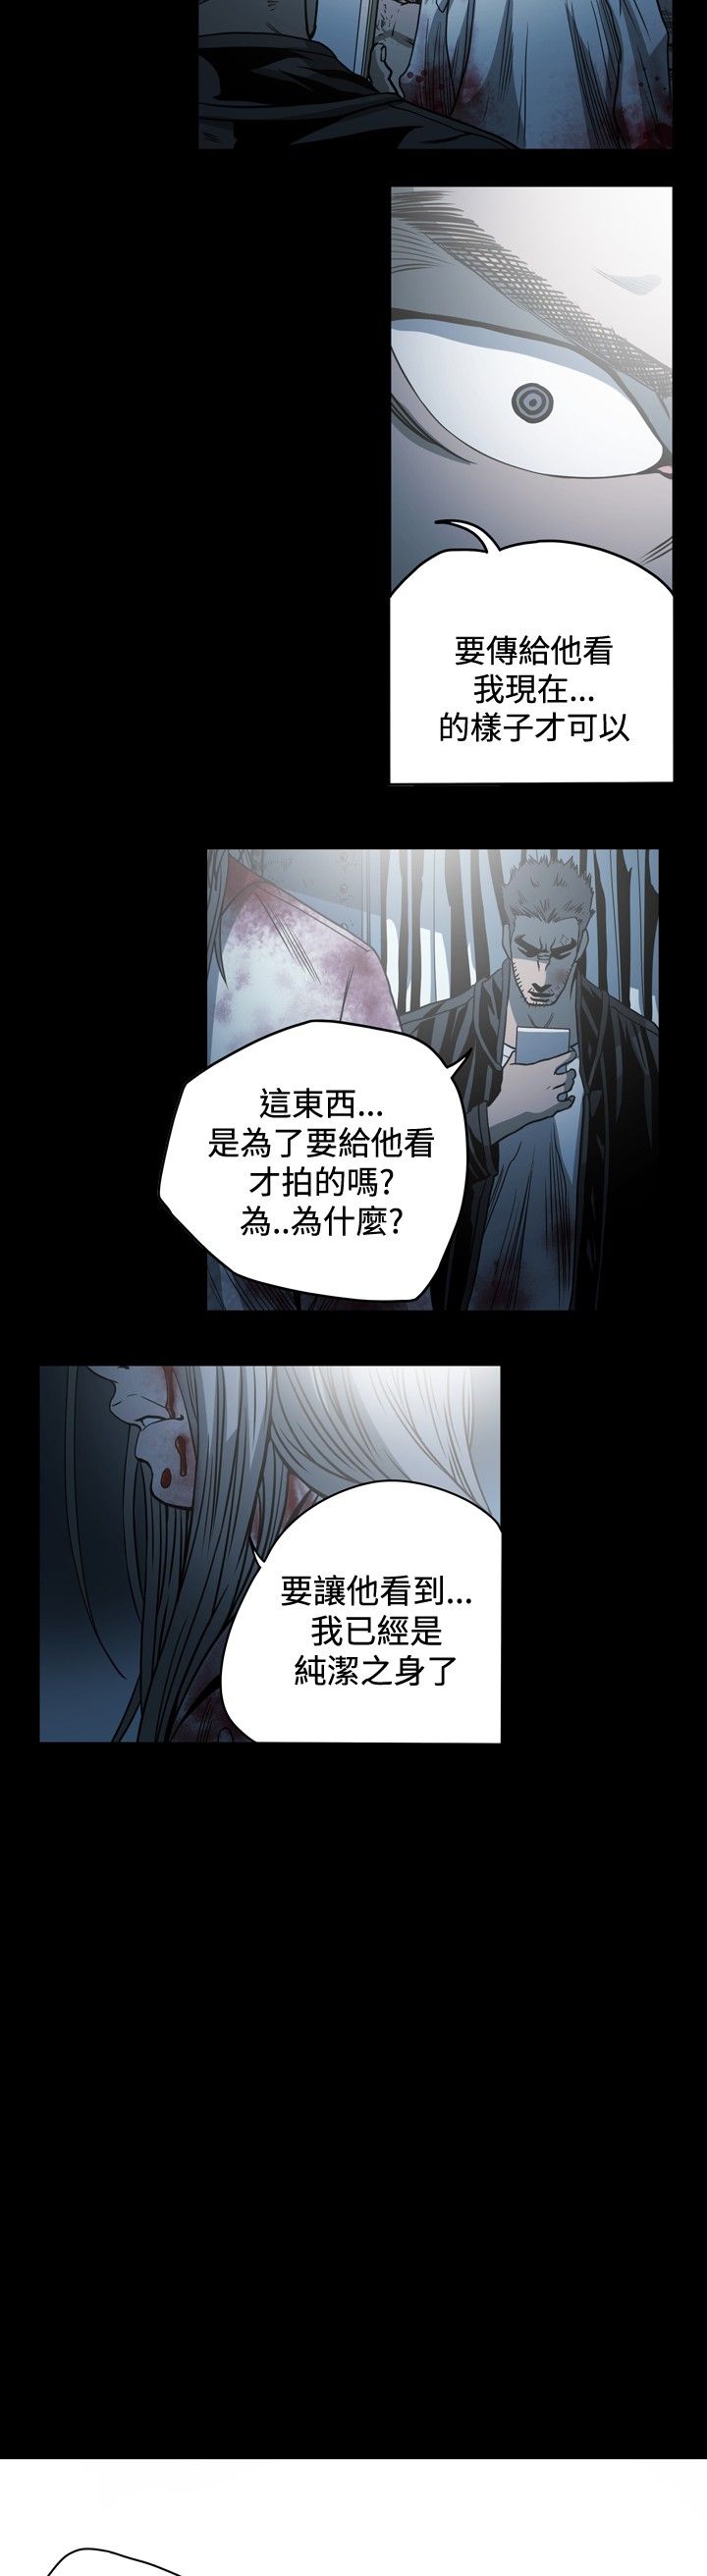 要傳給他看
我現在...
的樣子才可以
這東西...
是為了要給他看
才拍的嗎?
為..為什麼?
要讓他看到...
我已經是
純潔之身了